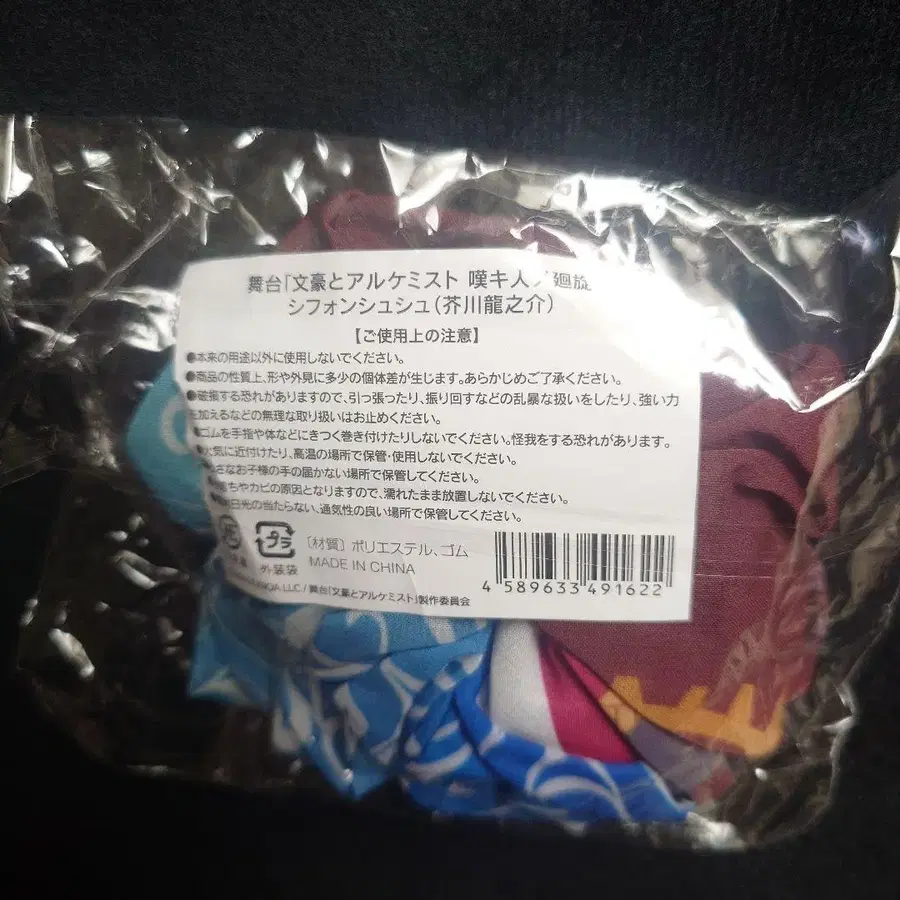 舞台「文豪とアルケミスト 嘆キ人ノ廻旋
シフォンシュシュ(芥川龍之介)
【ご使用上の注意】
●本来の用途以外に使用しないでください。
●商品の性質上、形や外見に多少の個体差が生じます。あらかじめご了承ください。
●破損する恐れがありますので、引っ張ったり、振り回すなどの乱暴な扱いをしたり、強い力
を加えるなどの無理な取り扱いはお止めください。
●ゴムを手指や体などにきつく巻き付けたりしないでください。怪我をする恐れがあります。
●火気に近付けたり、高温の場所で保管・使用しないでください。
さなお子様の手の届かない場所で保管してください。
ちやカビの原因となりますので、濡れたまま放置しないでください。
日光の当たらない、通気性の良い場所で保管してください。
プラ
外装袋
〔材質〕ポリエステル、ゴム
MADE IN CHINA
LLC / 舞台「文豪とアルケミスト」製作委員会
4 589633 491622